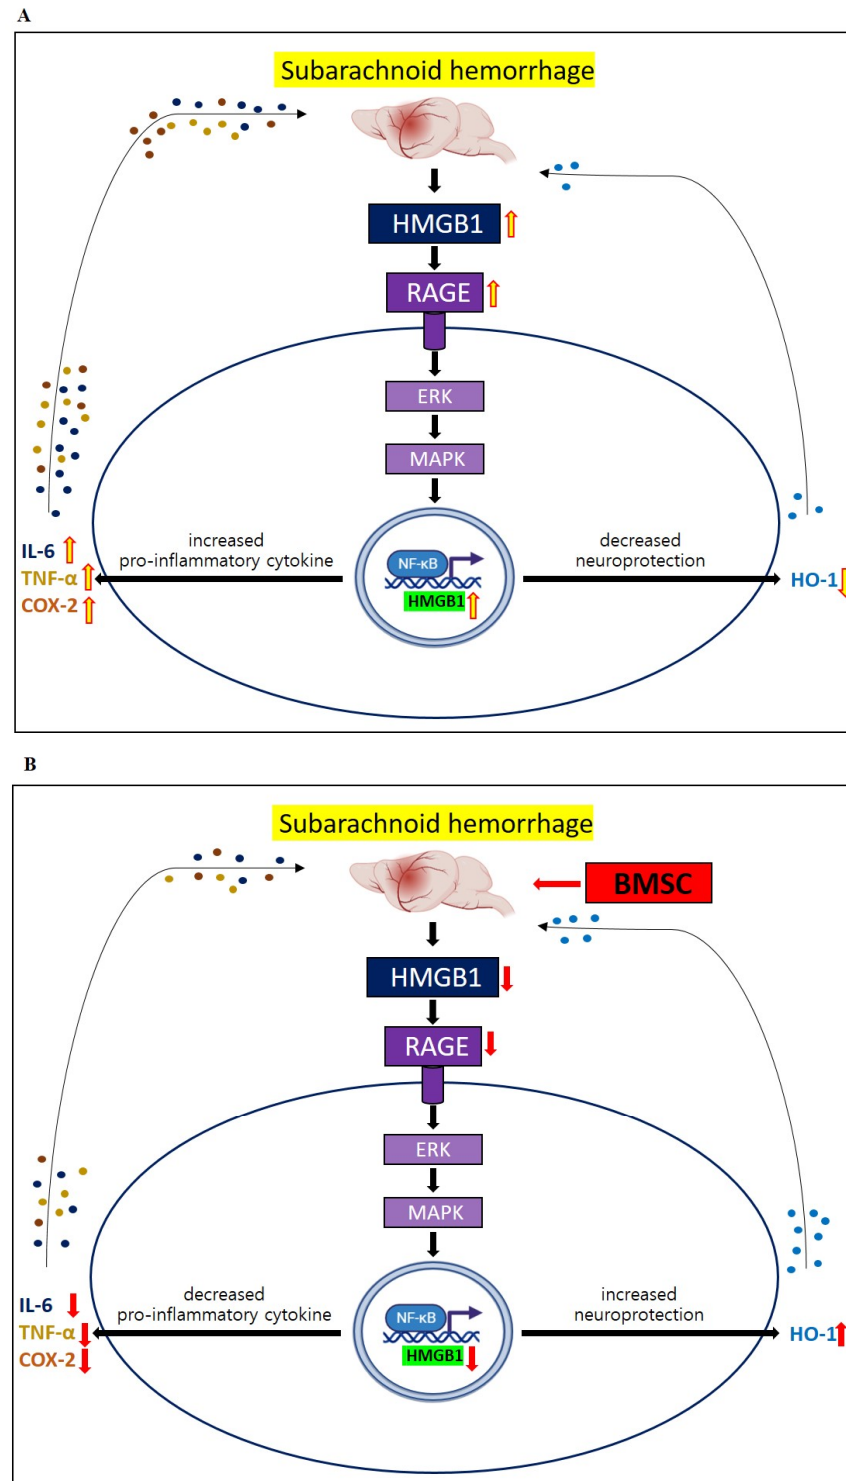 A
Subarachnoid hemorrhage
HMGB1
RAGE
ERK
MAPK
increased
pro-inflammatory cytokine
decreased
neuroprotection
IL-6
TNF-α
COX-2
NF-κB
HMGB1
HO-1
B
Subarachnoid hemorrhage
BMSC
HMGB1
RAGE
ERK
MAPK
decreased
pro-inflammatory cytokine
increased
neuroprotection
IL-6
TNF-α
COX-2
NF-κB
HMGB1
HO-1